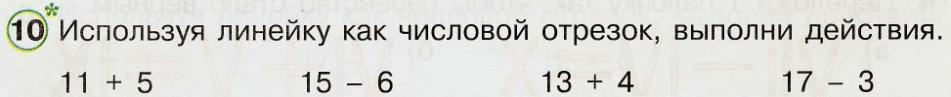 10* Используя линейку как числовой отрезок, выполни действия.
11 + 5 15 – 6 13 + 4 17 – 3